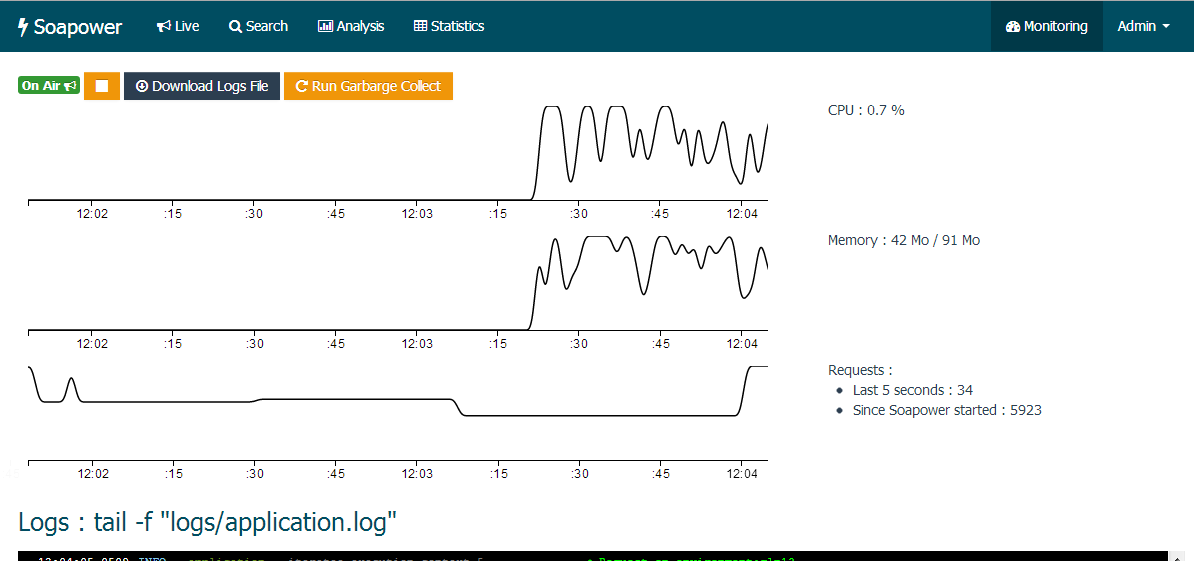 Soapower Live Search Analysis Statistics Monitoring Admin
On Air Download Logs File Run Garbarge Collect
CPU : 0.7 %
12:02 :15 :30 :45 12:03 :15 :30 :45 12:04
Memory : 42 Mo / 91 Mo
12:02 :15 :30 :45 12:03 :15 :30 :45 12:04
Requests :
Last 5 seconds : 34
Since Soapower started : 5923
12:02 :15 :30 :45 12:03 :15 :30 :45 12:04
Logs : tail -f "logs/application.log"